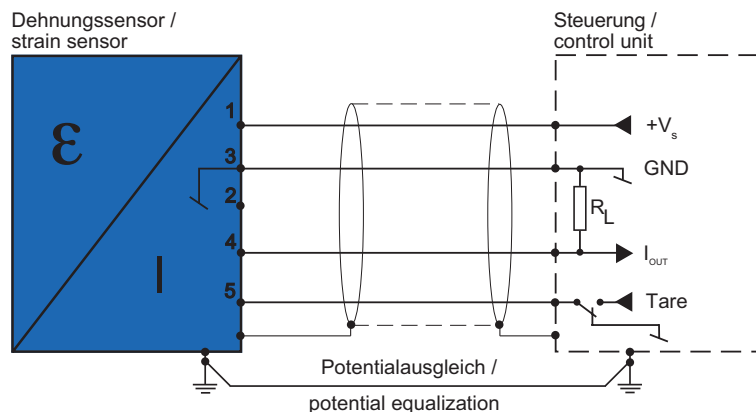 Dehnungssensor /
strain sensor
Steuerung /
control unit
ε
I
1
3
2
4
5
+Vs
GND
RL
IOUT
Tare
Potentialausgleich /
potential equalization